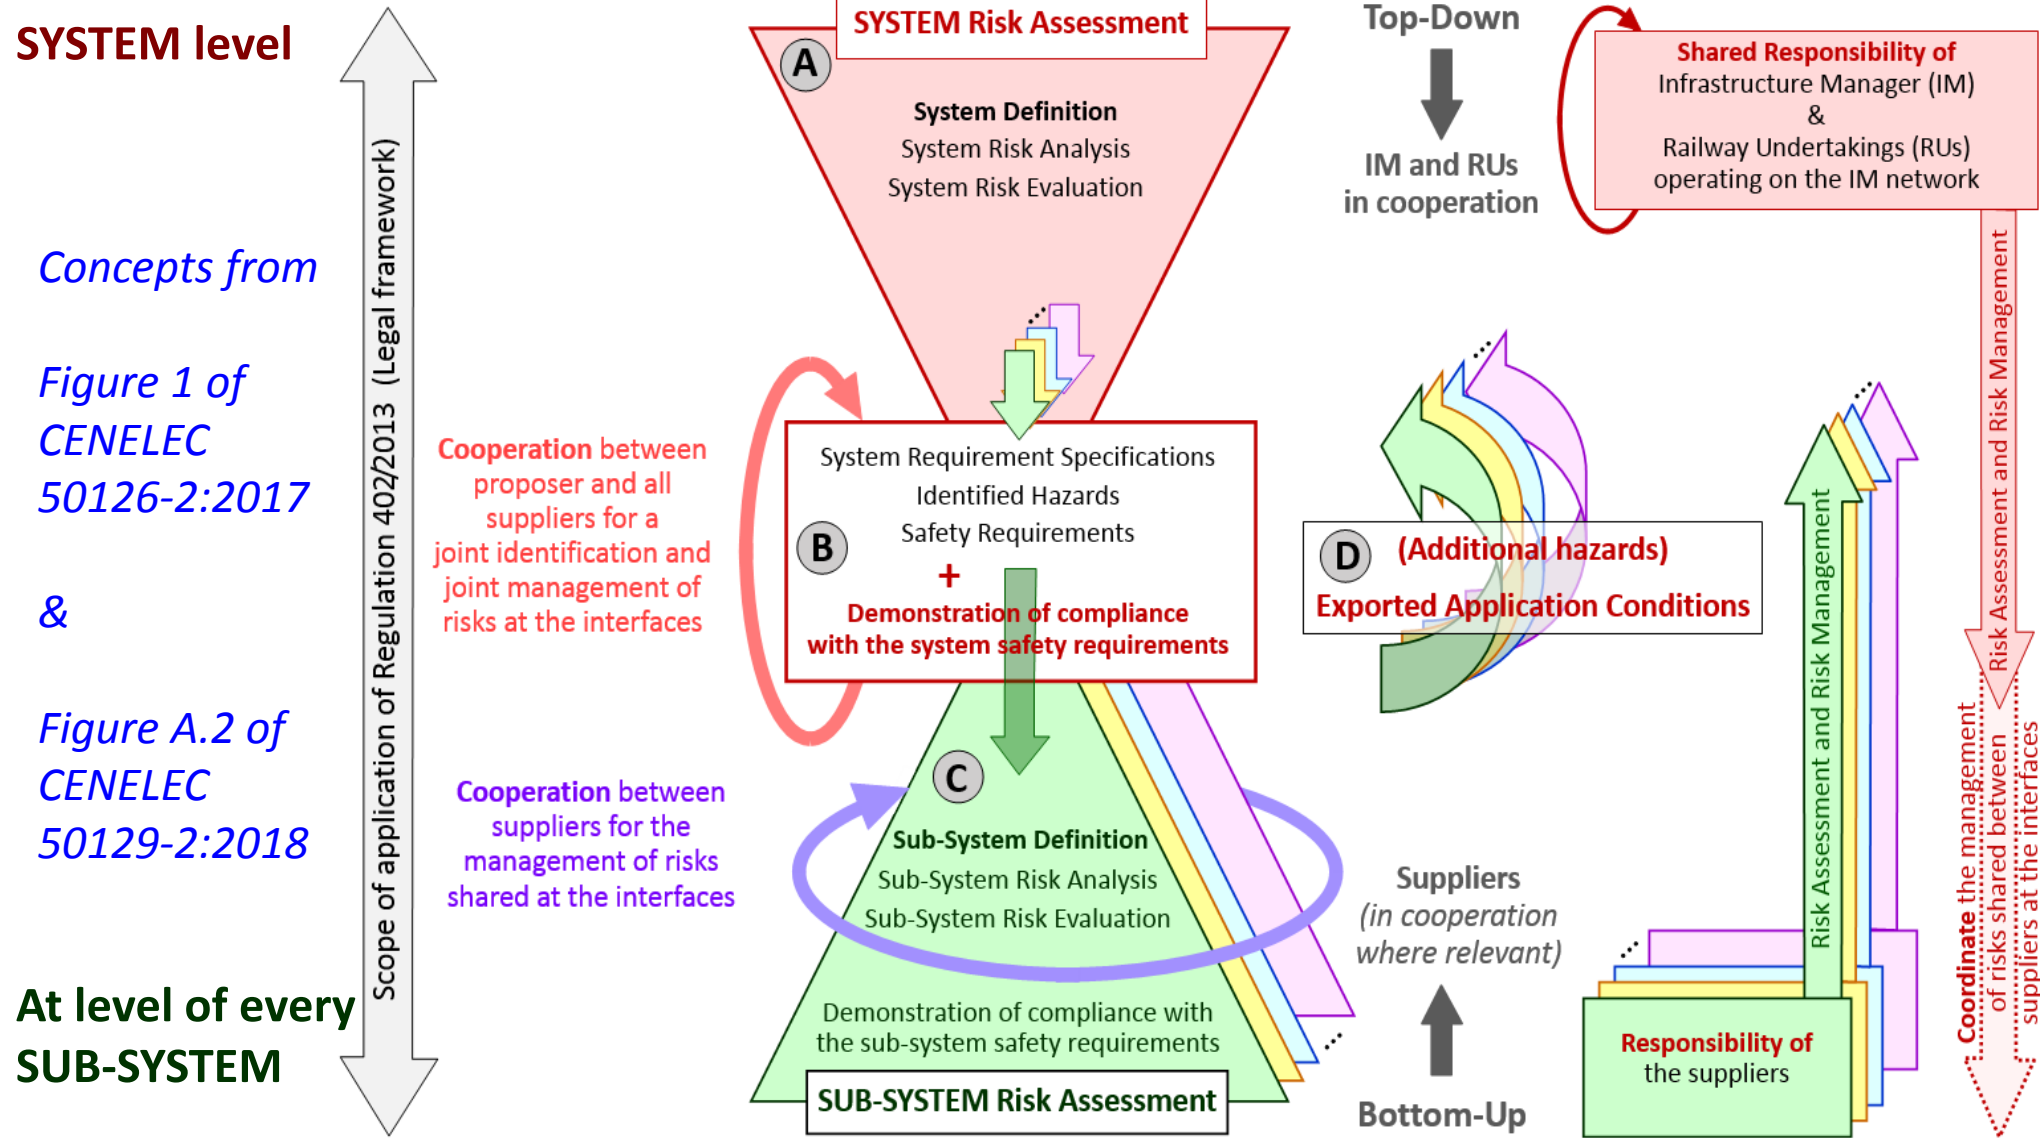 SYSTEM level
Concepts from
Figure 1 of
CENELEC
50126-2:2017
&
Figure A.2 of
CENELEC
50129-2:2018
At level of every
SUB-SYSTEM
Scope of application of Regulation 402/2013 (Legal framework)
Cooperation between
proposer and all
suppliers for a
joint identification and
joint management of
risks at the interfaces
Cooperation between
suppliers for the
management of risks
shared at the interfaces
SYSTEM Risk Assessment
A
System Definition
System Risk Analysis
System Risk Evaluation
System Requirement Specifications
Identified Hazards
Safety Requirements
B
+
Demonstration of compliance
with the system safety requirements
C
Sub-System Definition
Sub-System Risk Analysis
Sub-System Risk Evaluation
Demonstration of compliance with
the sub-system safety requirements
SUB-SYSTEM Risk Assessment
Top-Down
IM and RUs
in cooperation
D
(Additional hazards)
Exported Application Conditions
Suppliers
(in cooperation
where relevant)
Bottom-Up
Shared Responsibility of
Infrastructure Manager (IM)
&
Railway Undertakings (RUs)
operating on the IM network
Risk Assessment and Risk Management
Responsibility of
the suppliers
Risk Assessment and Risk Management
Coordinate the management
of risks shared between
suppliers at the interfaces